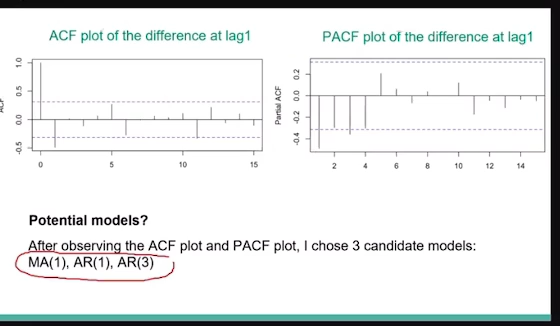 ACF plot of the difference at lag1
PACF plot of the difference at lag1
ACF
1.0
0.5
0.0
-0.5
0 5 10 15
Partial ACF
0.2
0.0
-0.2
-0.4
2 4 6 8 10 12 14
Potential models?
After observing the ACF plot and PACF plot, I chose 3 candidate models:
MA(1), AR(1), AR(3)